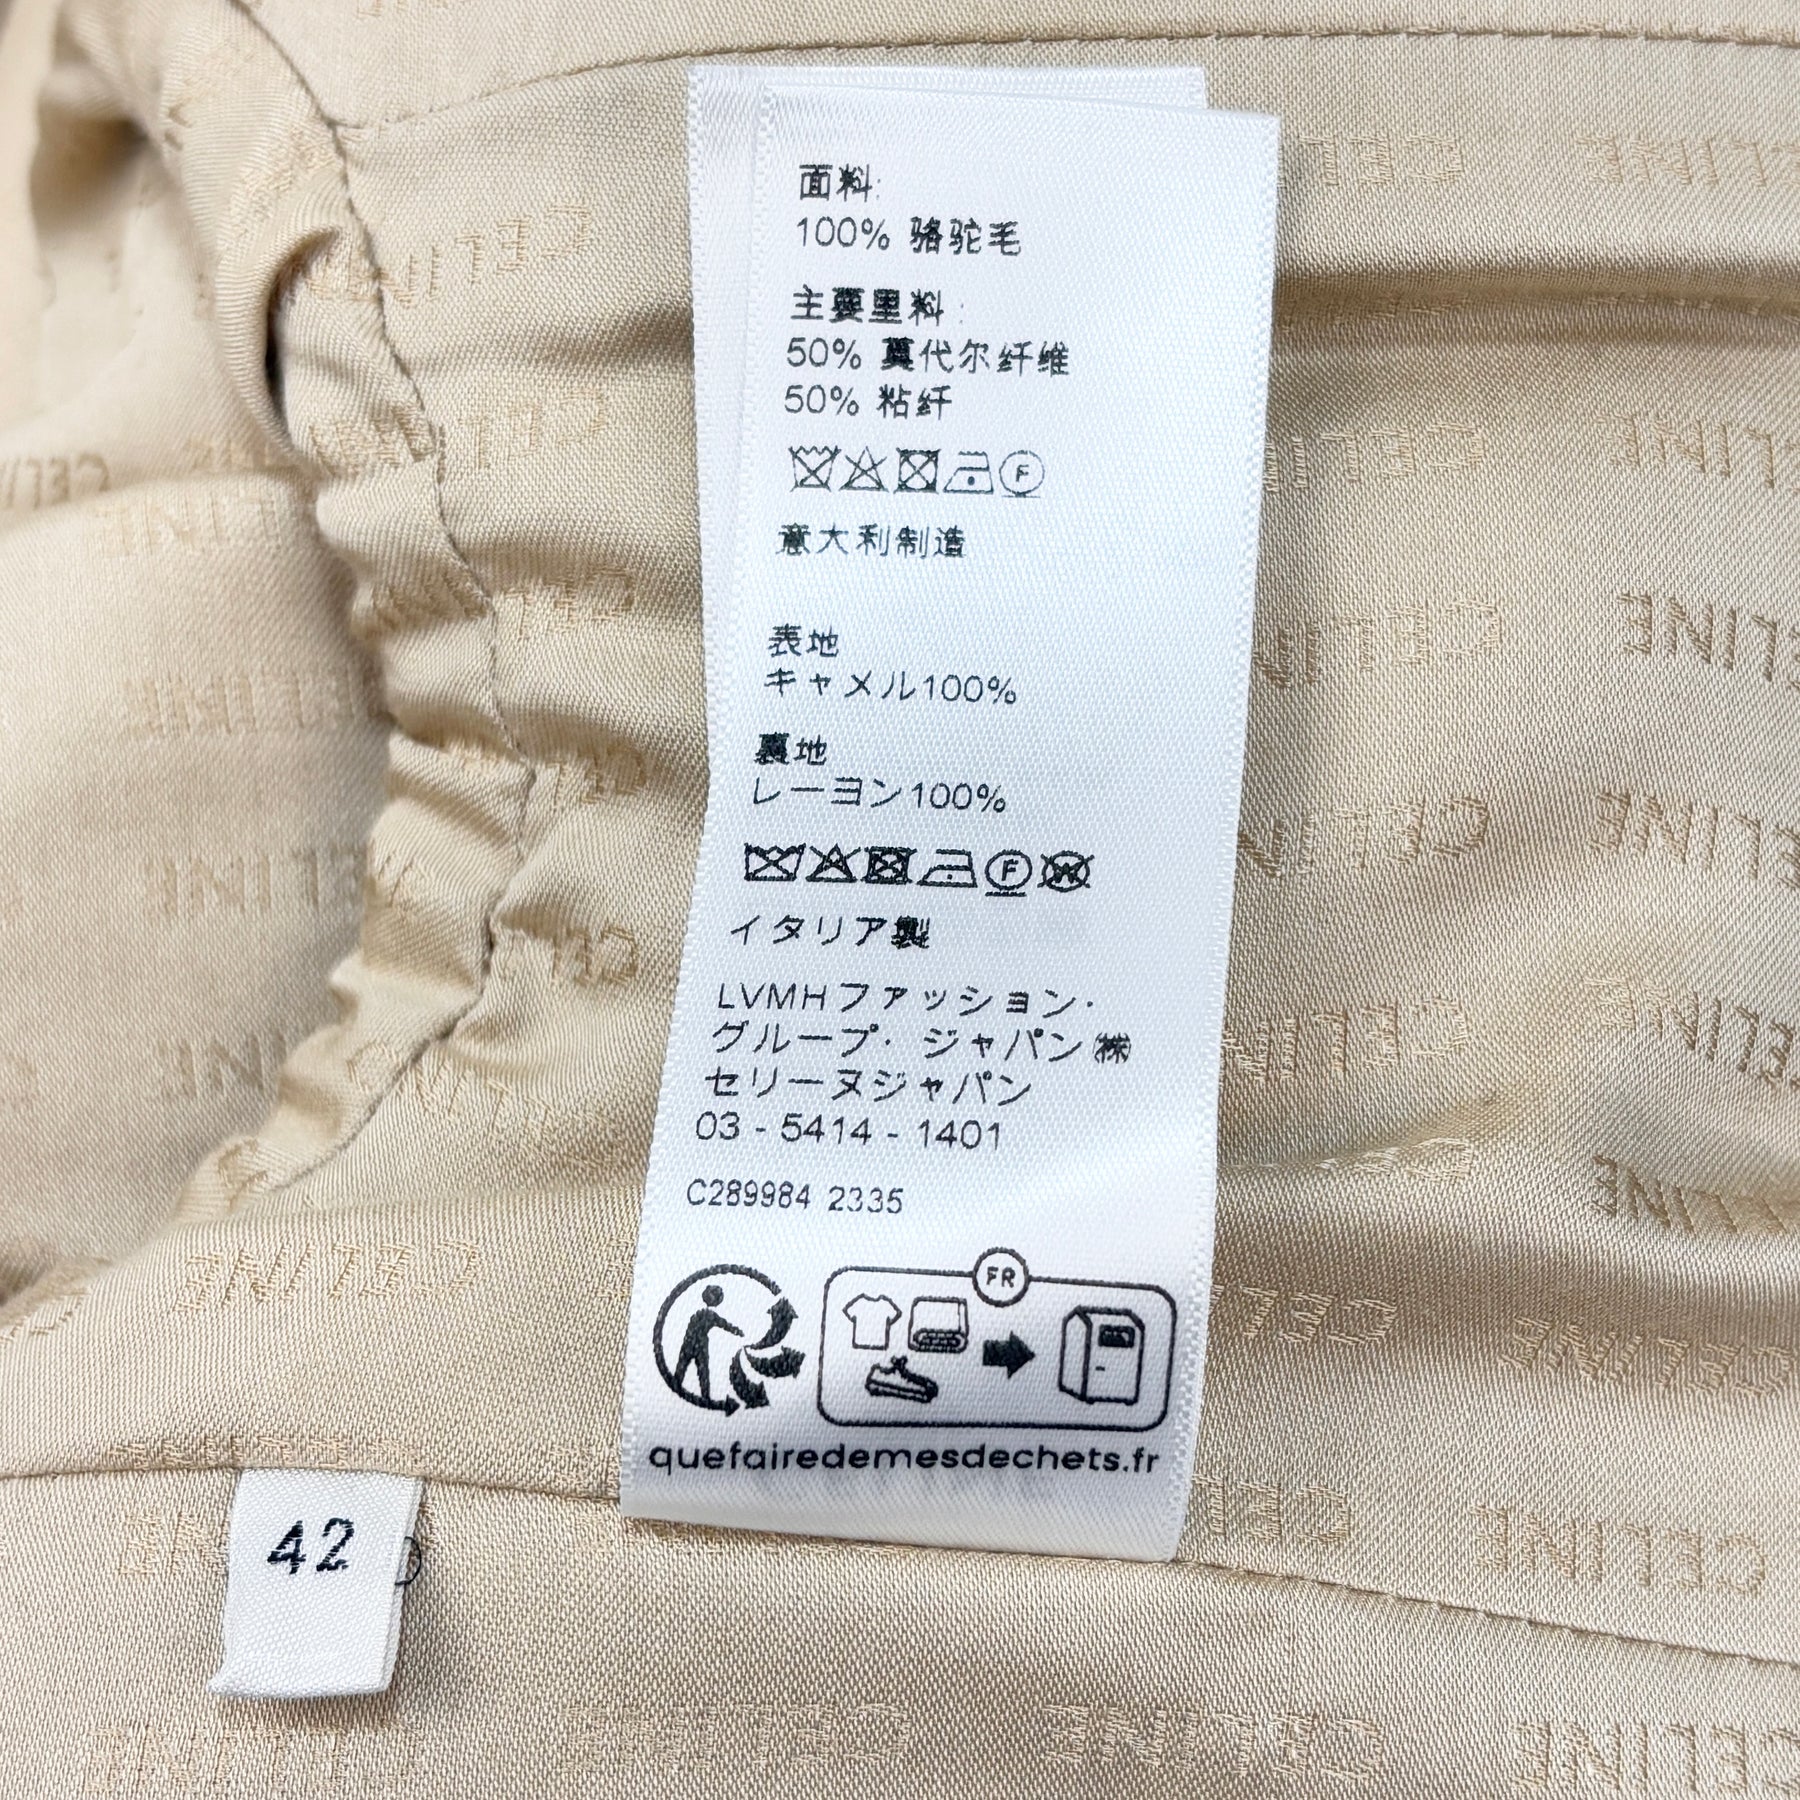 面料:
100% 骆驼毛
主要里料:
50% 莫代尔纤维
50% 粘纤
F
意大利制造
表地
キャメル100%
裏地
レーヨン100%
F W
イタリア製
LVMHファッション・
グループ・ジャパン㈱
セリーヌジャパン
03 - 5414 - 1401
C289984 2335
FR
quefairedemesdechets.fr
42
CELINE